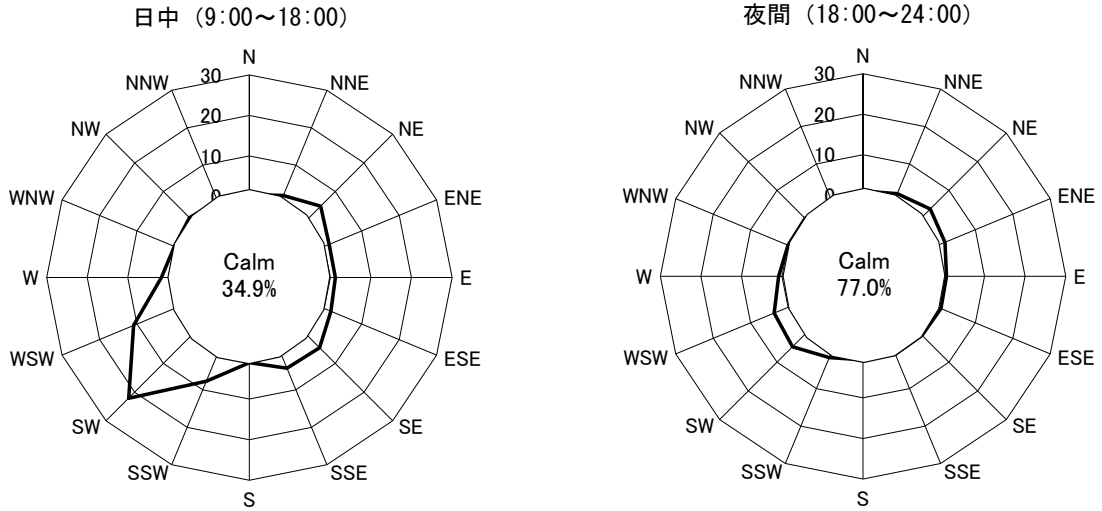 日中 (9:00～18:00)
N
NNE
NE
ENE
E
ESE
SE
SSE
S
SSW
SW
WSW
W
WNW
NW
NNW
30
20
10
0
Calm
34.9%
夜間 (18:00～24:00)
N
NNE
NE
ENE
E
ESE
SE
SSE
S
SSW
SW
WSW
W
WNW
NW
NNW
30
20
10
0
Calm
77.0%